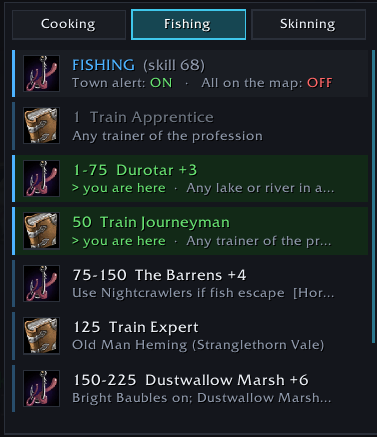 Cooking
Fishing
Skinning
FISHING (skill 68)
Town alert: ON · All on the map: OFF
1 Train Apprentice
Any trainer of the profession
1-75 Durotar +3
> you are here · Any lake or river in a...
50 Train Journeyman
> you are here · Any trainer of the pr...
75-150 The Barrens +4
Use Nightcrawlers if fish escape [Hor...
125 Train Expert
Old Man Heming (Stranglethorn Vale)
150-225 Dustwallow Marsh +6
Bright Baubles on; Dustwallow Marsh...